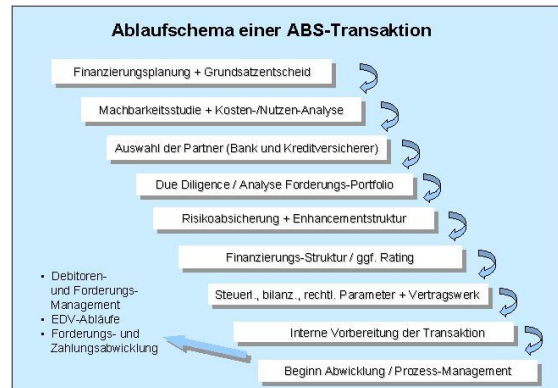 Ablaufschema einer ABS-Transaktion
Finanzierungsplanung + Grundsatzentscheid
Machbarkeitsstudie + Kosten-/Nutzen-Analyse
Auswahl der Partner (Bank und Kreditversicherer)
Due Diligence / Analyse Forderungs-Portfolio
Risikoabsicherung + Enhancementstruktur
Finanzierungs-Struktur / ggf. Rating
Steuerl., bilanz., rechtl. Parameter + Vertragswerk
Interne Vorbereitung der Transaktion
Beginn Abwicklung / Prozess-Management
• Debitoren-
und Forderungs-
Management
• EDV-Abläufe
• Forderungs- und
Zahlungsabwicklung